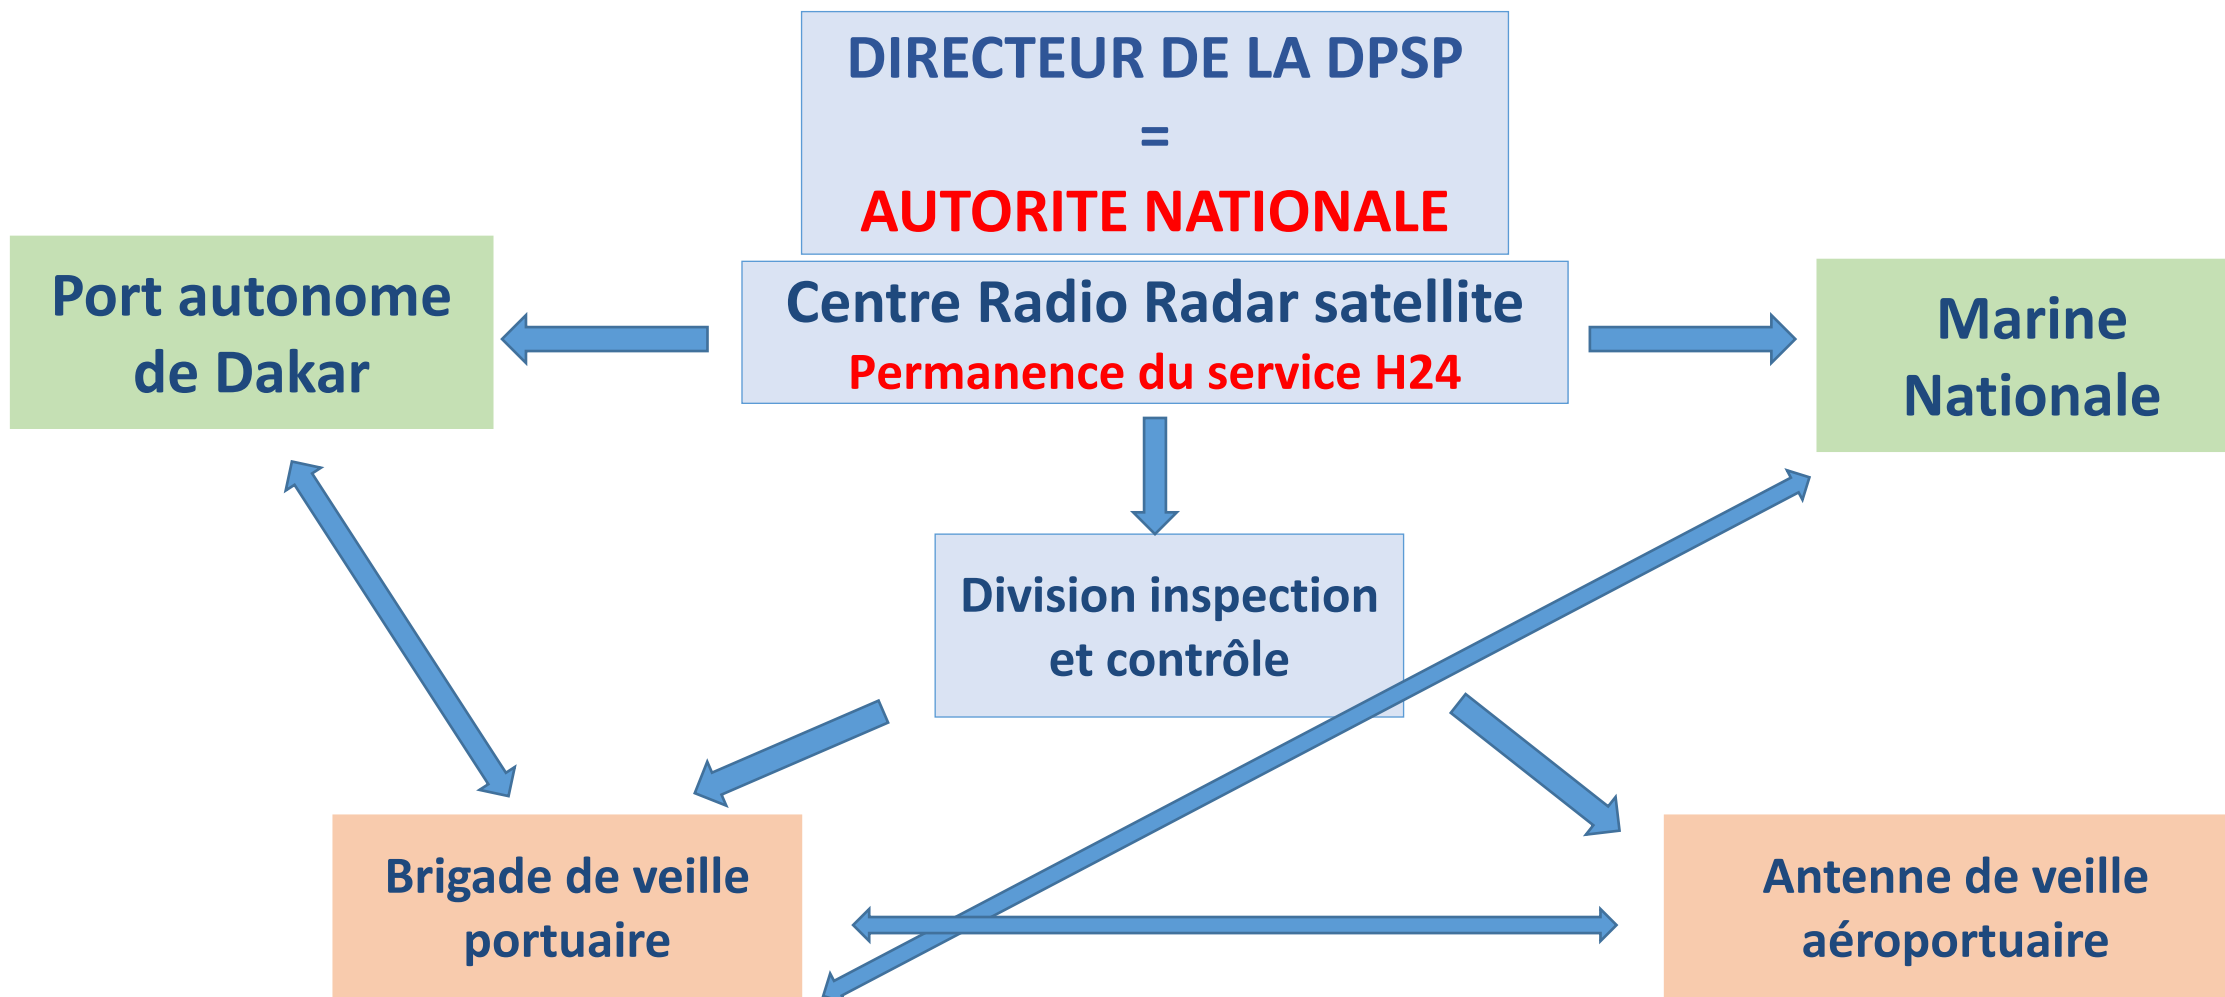 DIRECTEUR DE LA DPSP
=
AUTORITE NATIONALE
Port autonome
de Dakar
Centre Radio Radar satellite
Permanence du service H24
Marine
Nationale
Division inspection
et contrôle
Brigade de veille
portuaire
Antenne de veille
aéroportuaire